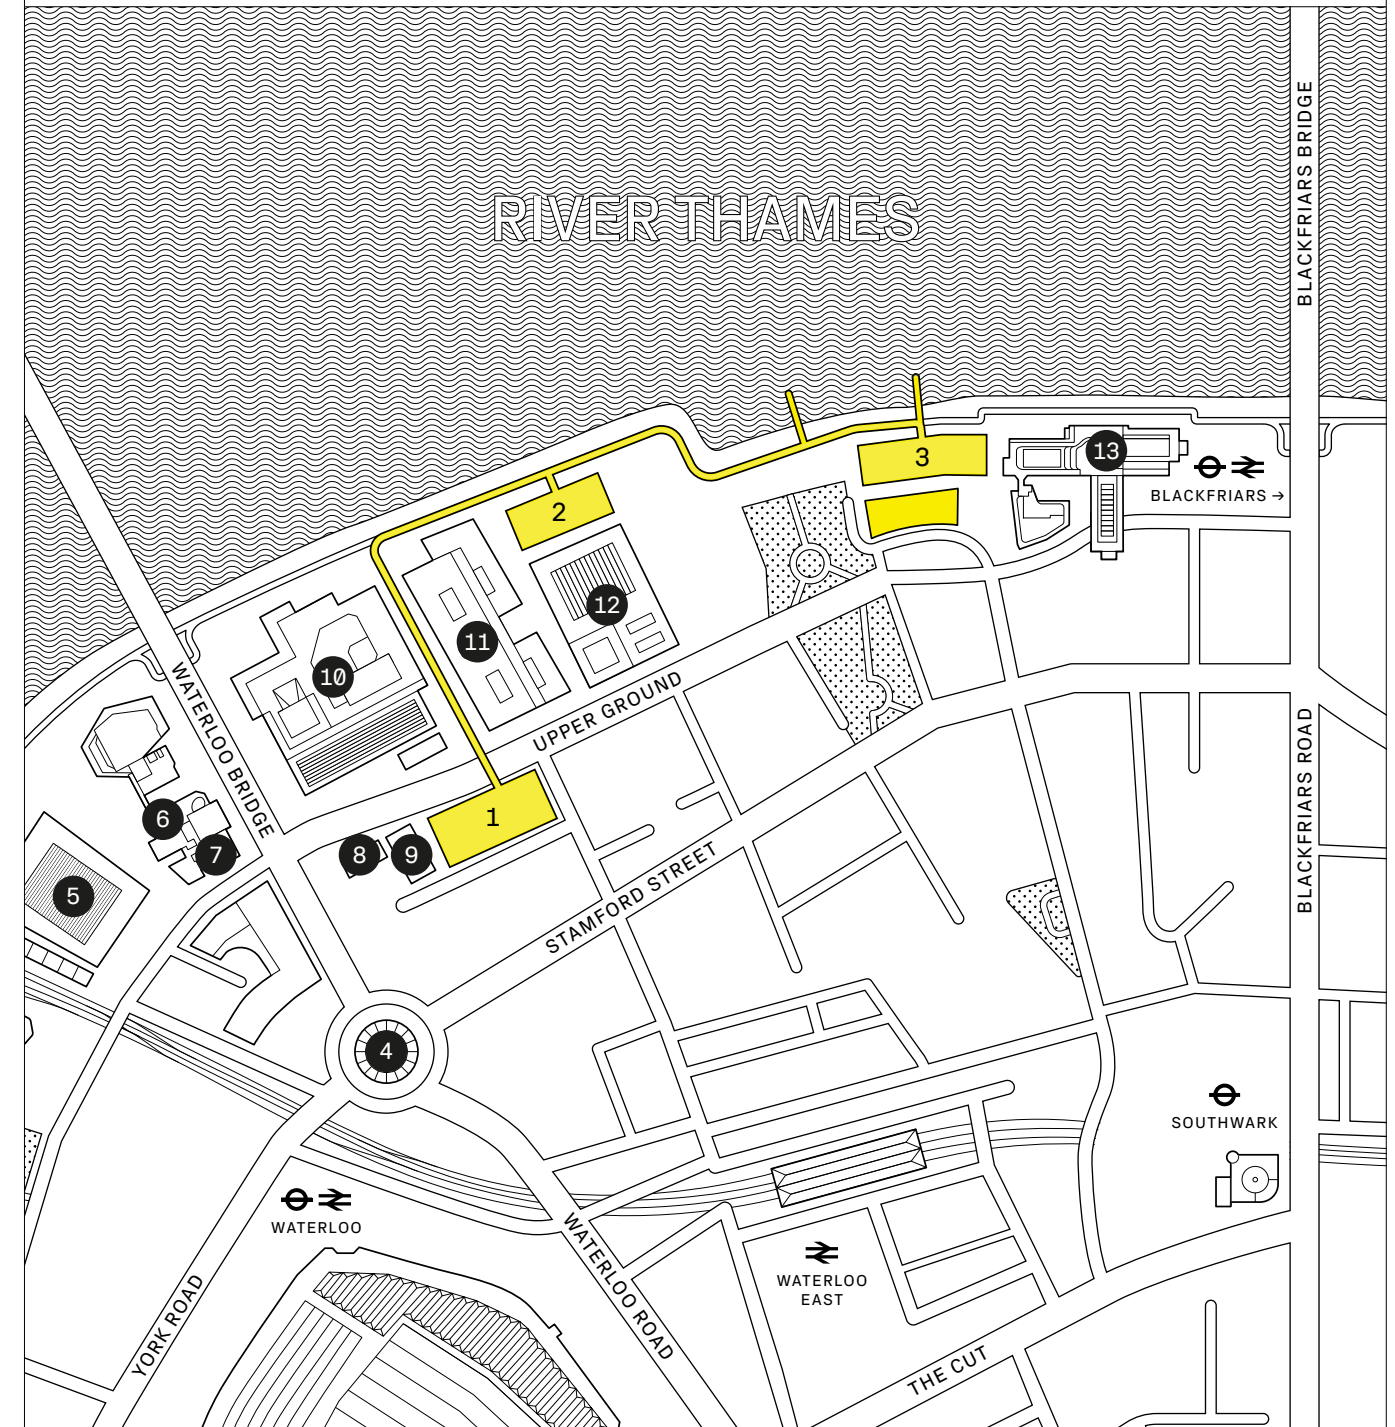 BLACKFRIARS BRIDGE
RIVER THAMES
3
13
BLACKFRIARS →
2
12
11
10
WATERLOO BRIDGE
UPPER GROUND
1
6
7
8
9
5
STAMFORD STREET
BLACKFRIARS ROAD
4
SOUTHWARK
WATERLOO
WATERLOO ROAD
WATERLOO
EAST
YORK ROAD
THE CUT